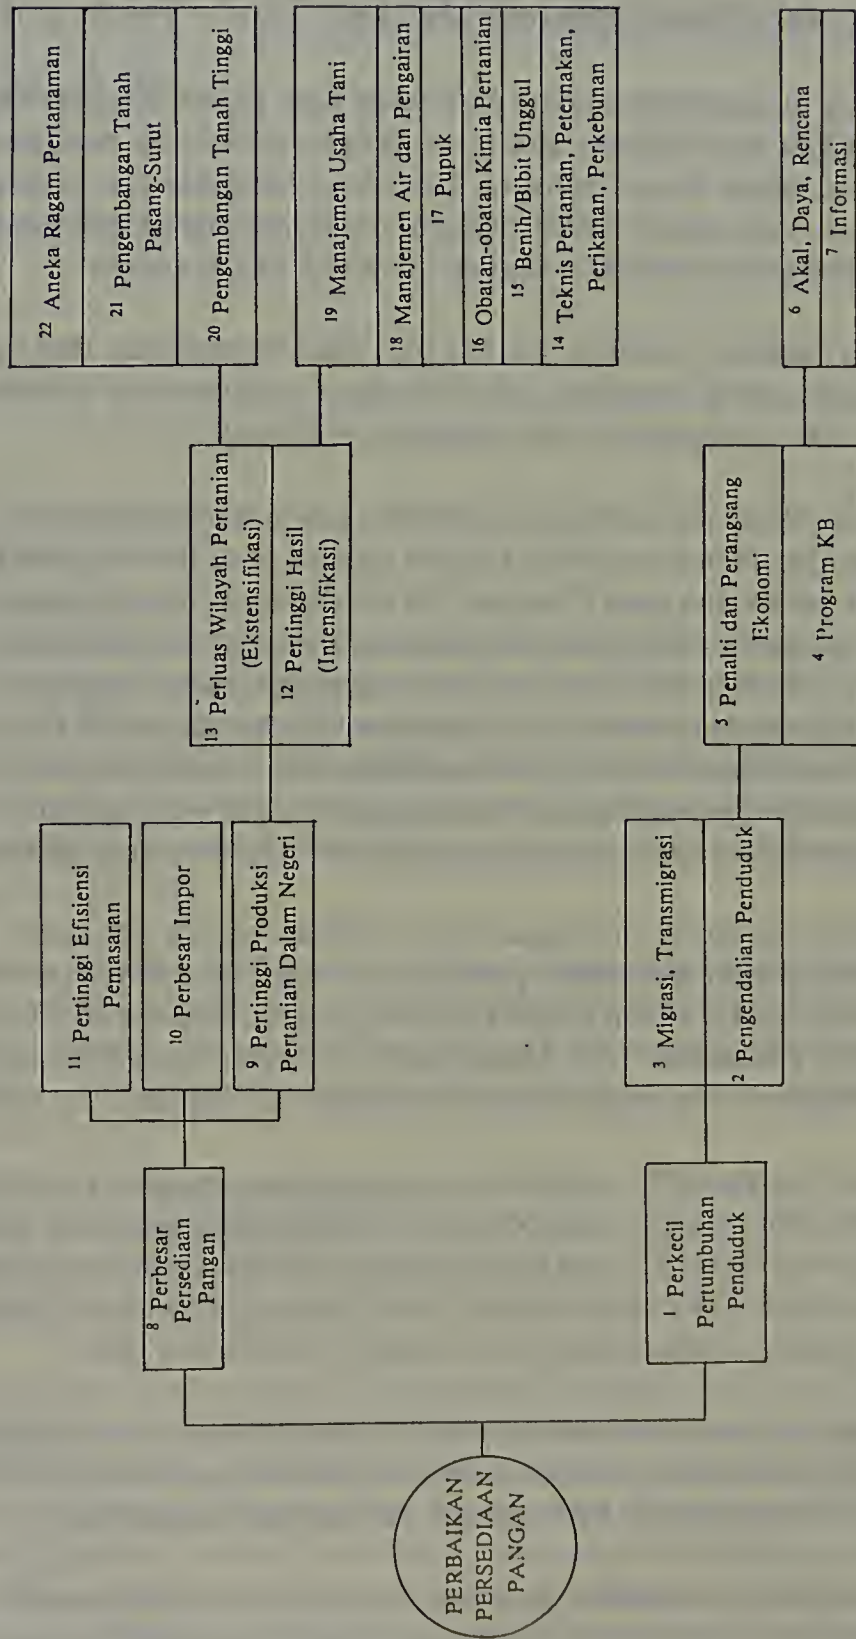 PERBAIKAN
PERSEDIAAN
PANGAN
8 Perbesar
Persediaan
Pangan
1 Perkecil
Pertumbuhan
Penduduk
11 Pertinggi Efisiensi
Pemasaran
10 Perbesar Impor
9 Pertinggi Produksi
Pertanian Dalam Negeri
3 Migrasi, Transmigrasi
2 Pengendalian Penduduk
13 Perluas Wilayah Pertanian
(Ekstensifikasi)
12 Pertinggi Hasil
(Intensifikasi)
5 Penalti dan Perangsang
Ekonomi
4 Program KB
22 Aneka Ragam Pertanaman
21 Pengembangan Tanah
Pasang-Surut
20 Pengembangan Tanah Tinggi
19 Manajemen Usaha Tani
18 Manajemen Air dan Pengairan
17 Pupuk
16 Obatan-obatan Kimia Pertanian
15 Benih/Bibit Unggul
14 Teknis Pertanian, Peternakan,
Perikanan, Perkebunan
6 Akal, Daya, Rencana
7 Informasi